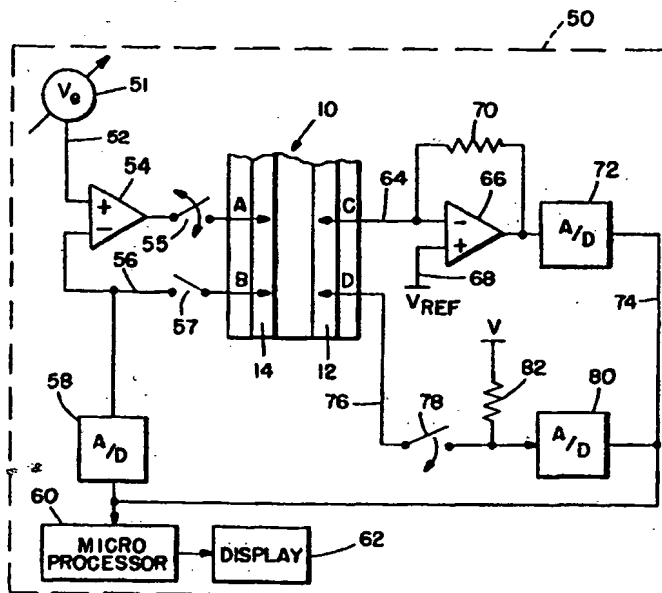 50
Ve
51
52
10
70
54
+
-
55
A
C
64
66
-
+
72
A/D
56
57
B
D
68
VREF
74
14
12
V
58
A/D
76
78
82
80
A/D
60
MICRO
PROCESSOR
DISPLAY
62